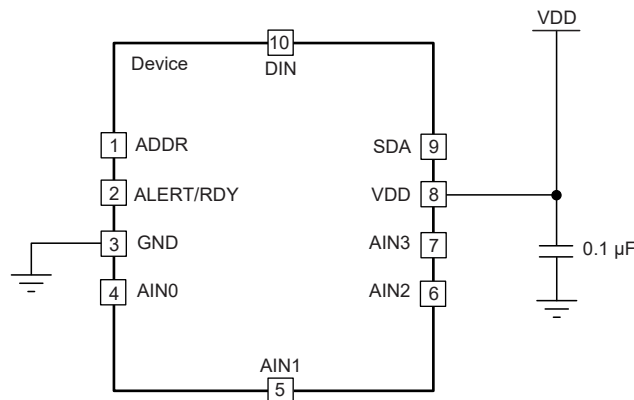 VDD
10
Device
DIN
1 ADDR
SDA 9
2 ALERT/RDY
VDD 8
3 GND
AIN3 7
0.1 µF
4 AIN0
AIN2 6
AIN1
5